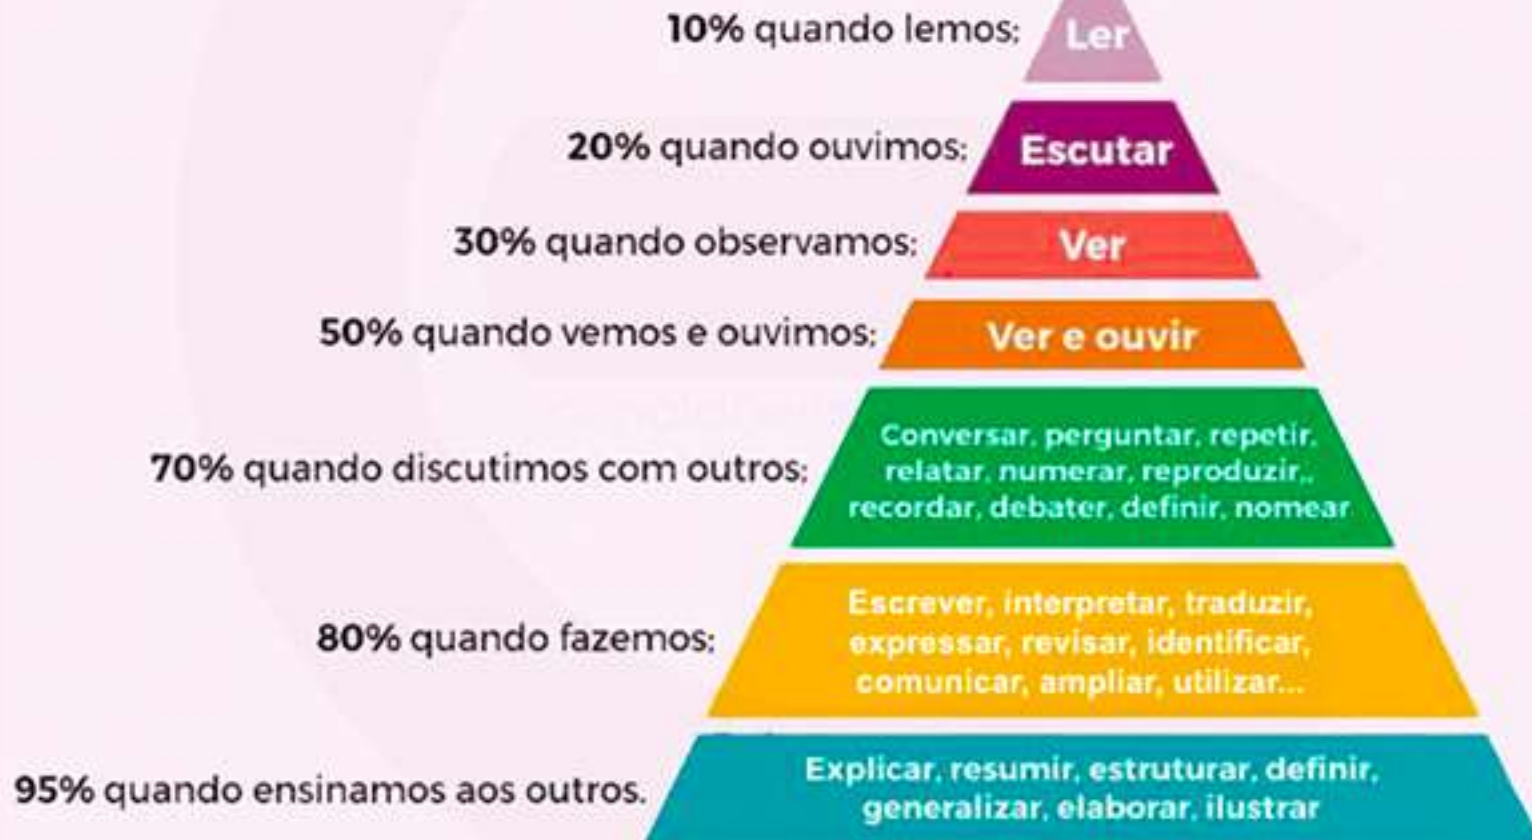 10% quando lemos;
Ler
20% quando ouvimos;
Escutar
30% quando observamos;
Ver
50% quando vemos e ouvimos;
Ver e ouvir
70% quando discutimos com outros;
Conversar, perguntar, repetir,
relatar, numerar, reproduzir,,
recordar, debater, definir, nomear
80% quando fazemos;
Escrever, interpretar, traduzir,
expressar, revisar, identificar,
comunicar, ampliar, utilizar...
95% quando ensinamos aos outros.
Explicar, resumir, estruturar, definir,
generalizar, elaborar, ilustrar